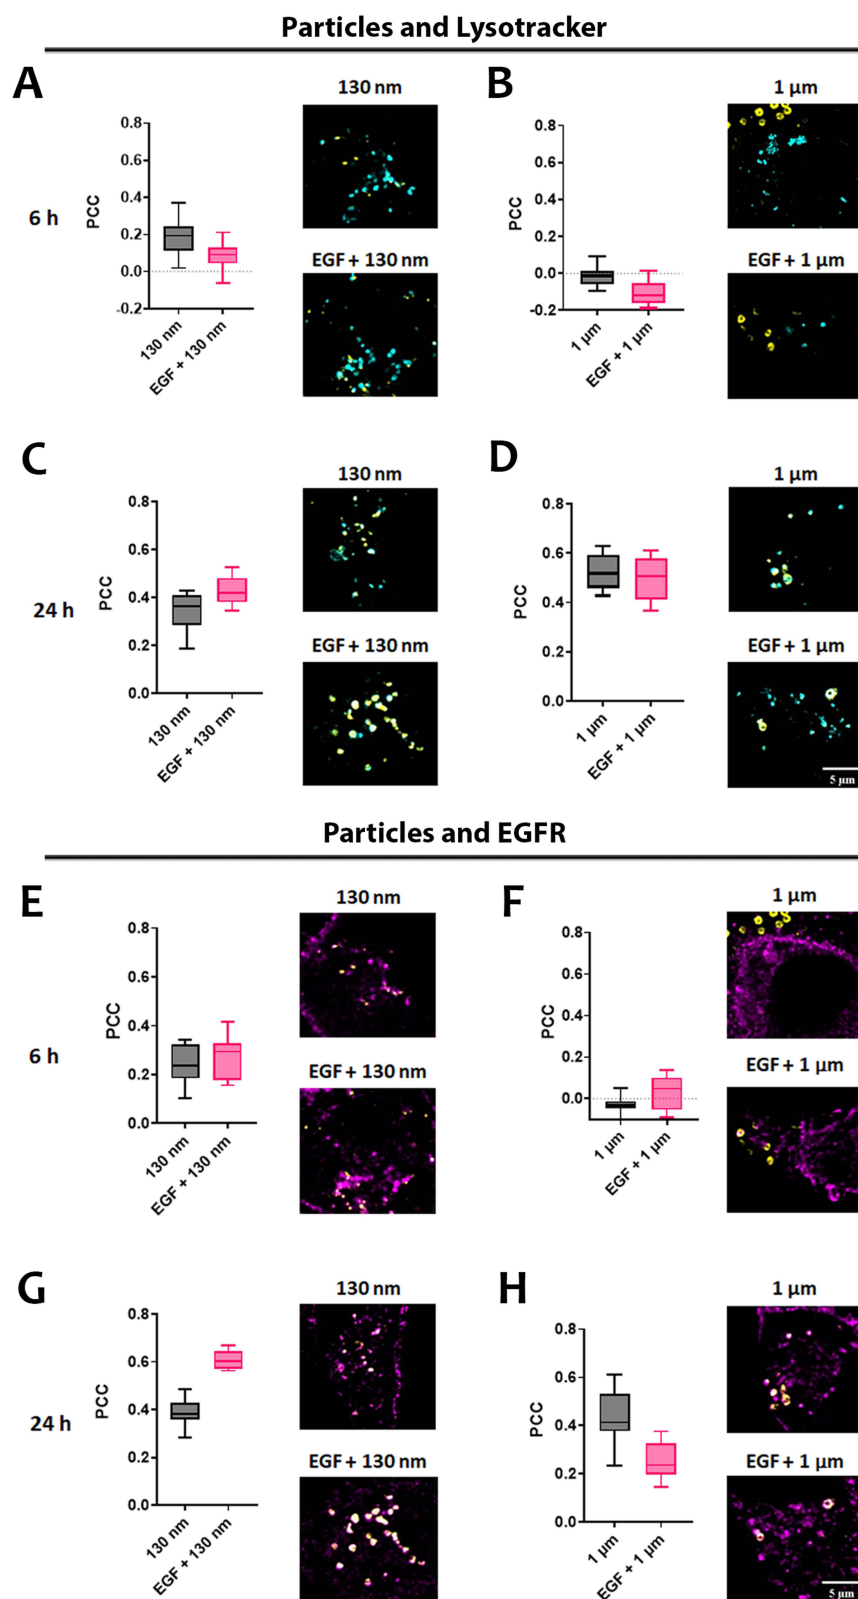 Particles and Lysotracker
A
130 nm
0.8
0.6
0.4
0.2
0.0
-0.2
PCC
6 h
130 nm
EGF + 130 nm
EGF + 130 nm
B
1 µm
0.8
0.6
0.4
0.2
0.0
-0.2
PCC
1 µm
EGF + 1 µm
EGF + 1 µm
C
130 nm
0.8
0.6
0.4
0.2
0.0
PCC
24 h
130 nm
EGF + 130 nm
EGF + 130 nm
D
1 µm
0.8
0.6
0.4
0.2
0.0
PCC
1 µm
EGF + 1 µm
EGF + 1 µm
5 µm
Particles and EGFR
E
130 nm
0.8
0.6
0.4
0.2
0.0
PCC
6 h
130 nm
EGF + 130 nm
EGF + 130 nm
F
1 µm
0.8
0.6
0.4
0.2
0.0
PCC
1 µm
EGF + 1 µm
EGF + 1 µm
G
130 nm
0.8
0.6
0.4
0.2
0.0
PCC
24 h
130 nm
EGF + 130 nm
EGF + 130 nm
H
1 µm
0.8
0.6
0.4
0.2
0.0
PCC
1 µm
EGF + 1 µm
EGF + 1 µm
5 µm